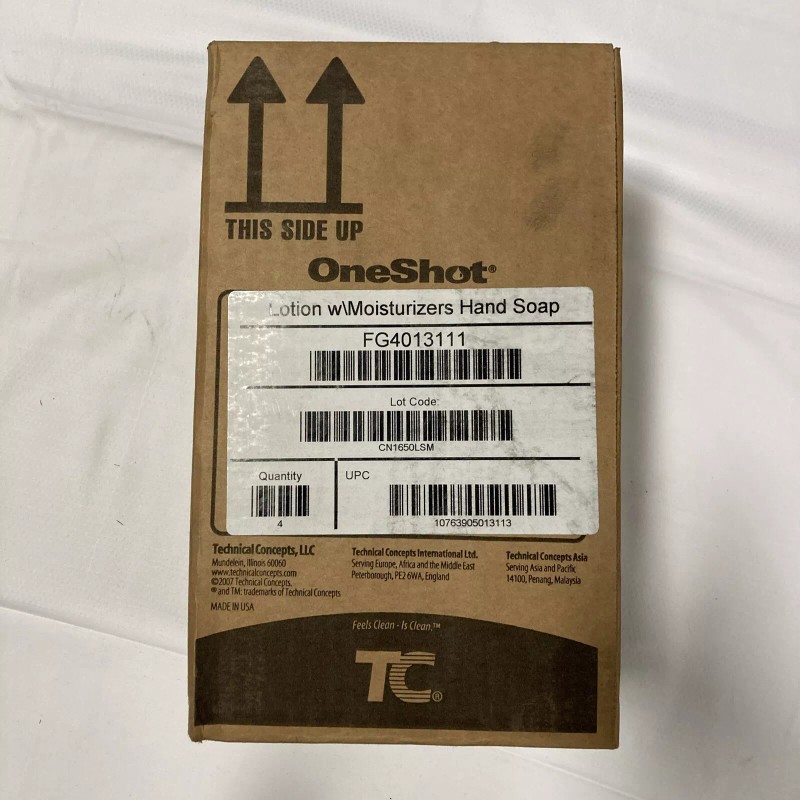 THIS SIDE UP
OneShot®
Lotion w\Moisturizers Hand Soap
FG4013111
Lot Code:
CN1650LSM
Quantity
4
UPC
10763905013113
Technical Concepts, LLC
Mundelein, Illinois 60060
www.technicalconcepts.com
©2007 Technical Concepts.
® and TM: trademarks of Technical Concepts
MADE IN USA
Technical Concepts International Ltd.
Serving Europe, Africa and the Middle East
Peterborough, PE2 6WA, England
Technical Concepts Asia
Serving Asia and Pacific
14100, Penang, Malaysia
Feels Clean - Is Clean.™
TC®